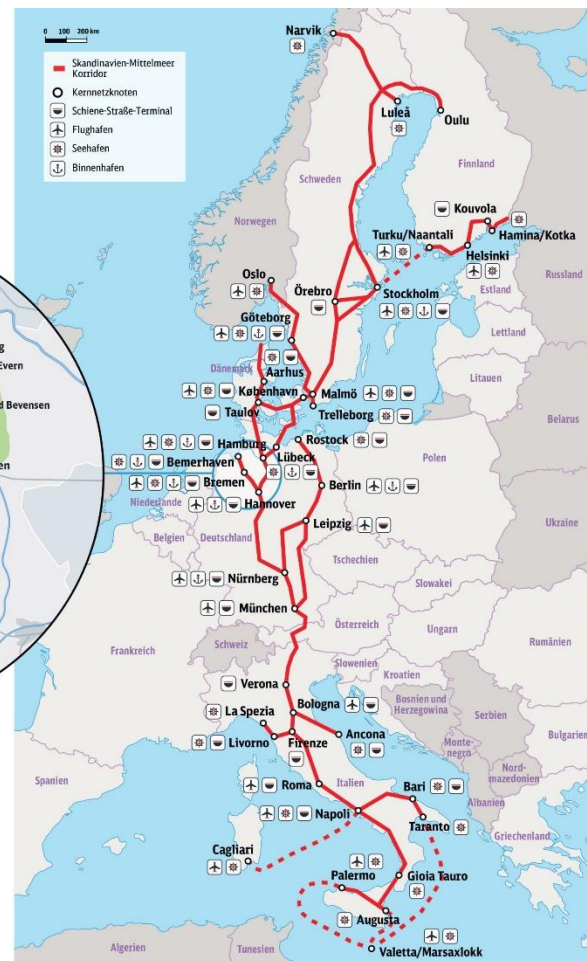 0 100 200 km
Skandinavien-Mittelmeer
Korridor
Kernnetzknoten
Schiene-Straße-Terminal
Flughafen
Seehafen
Binnenhafen
Narvik
Luleå
Oulu
Finnland
Schweden
Norwegen
Kouvola
Turku/Naantali
Hamina/Kotka
Helsinki
Russland
Oslo
Örebro
Stockholm
Estland
Göteborg
Lettland
Dänemark
Aarhus
København
Malmö
Litauen
Taulov
Trelleborg
Evern
Belarus
d Bevensen
Hamburg
Rostock
Lübeck
Polen
Bemerhaven
Bremen
Berlin
Niederlande
Hannover
Ukraine
Belgien
Deutschland
Leipzig
Tschechien
Nürnberg
Slowakei
München
Österreich
Ungarn
Frankreich
Schweiz
Rumänien
Slowenien
Kroatien
Verona
Bologna
Bosnien und
Herzegowina
Serbien
La Spezia
Livorno
Firenze
Ancona
Monte-
negro
Bulgarien
Nord-
mazedonien
Spanien
Roma
Italien
Bari
Albanien
Napoli
Taranto
Griechenland
Cagliari
Palermo
Gioia Tauro
Augusta
Valetta/Marsaxlokk
Algerien
Tunesien